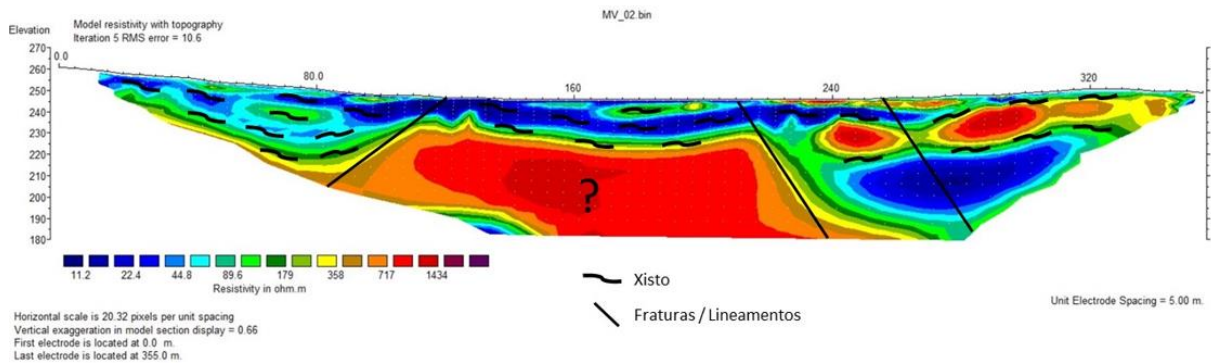 MV_02.bin
Model resistivity with topography
Iteration 5 RMS error = 10.6
Elevation
270
260
250
240
230
220
210
200
190
180
0.0
80.0
160
240
320
?
11.2 22.4 44.8 89.6 179 358 717 1434
Resistivity in ohm.m
Xisto
Fraturas / Lineamentos
Unit Electrode Spacing = 5.00 m.
Horizontal scale is 20.32 pixels per unit spacing
Vertical exaggeration in model section display = 0.66
First electrode is located at 0.0 m.
Last electrode is located at 355.0 m.